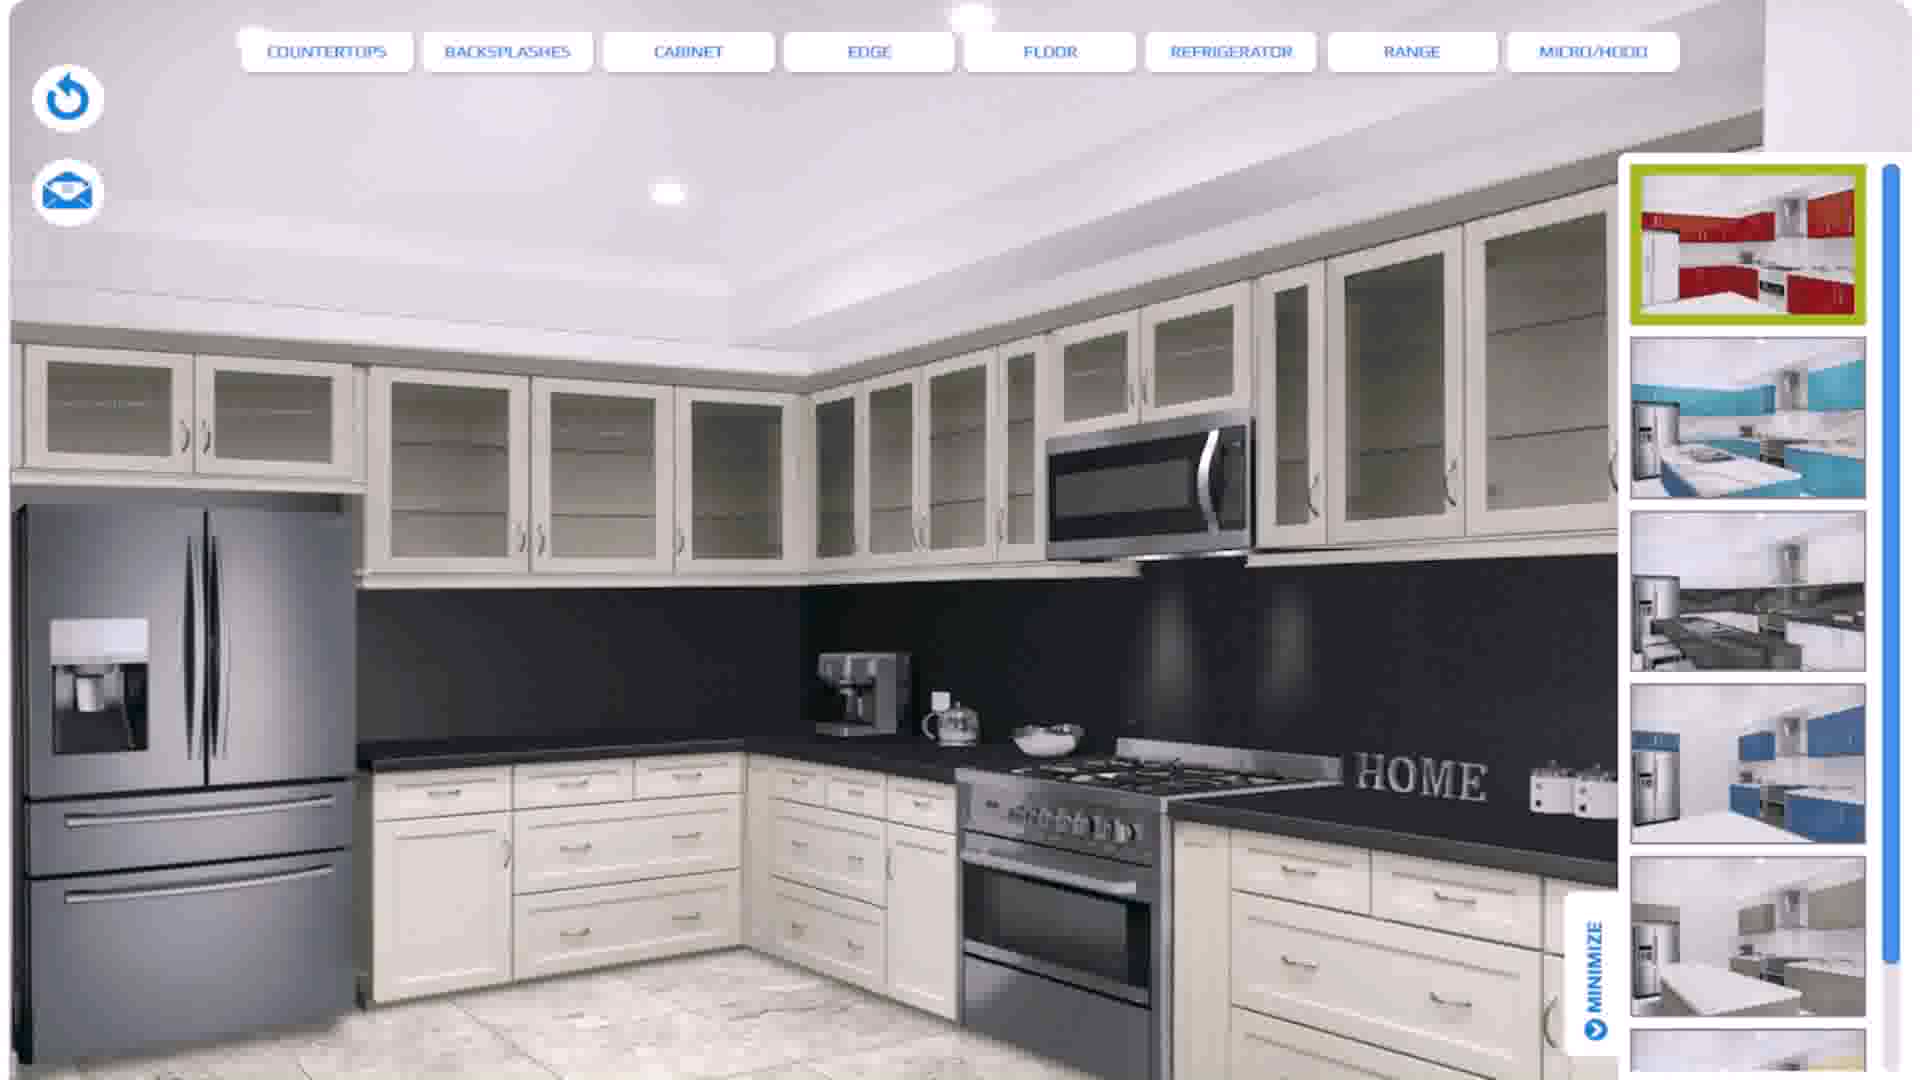 COUNTERTOPS
BACKSPLASHES
CABINET
EDGE
FLOOR
REFRIGERATOR
RANGE
MICRO/HOOD
HOME
MINIMIZE